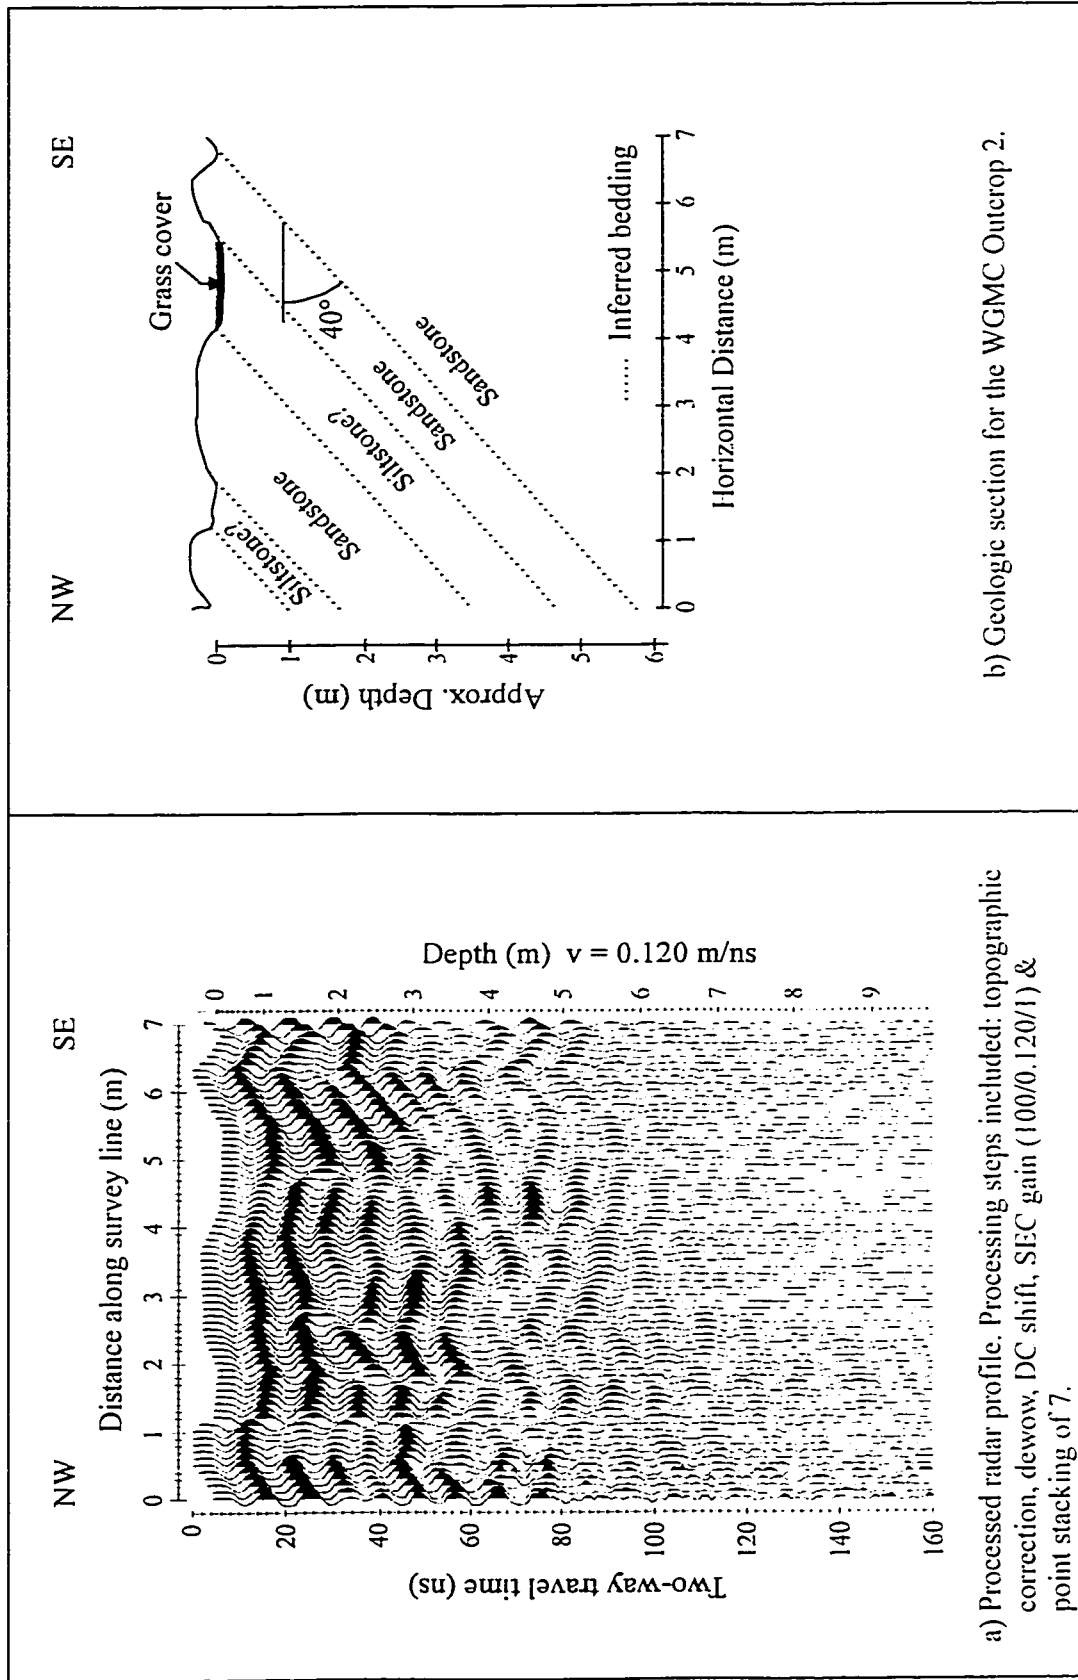 NW
SE
Distance along survey line (m)
0 1 2 3 4 5 6 7
Two-way travel time (ns)
0
20
40
60
80
100
120
140
160
Depth (m) v = 0.120 m/ns
0
1
2
3
4
5
6
7
8
9
a) Processed radar profile. Processing steps included: topographic
correction, dewow, DC shift, SEC gain (100/0.120/1) &
point stacking of 7.
NW
SE
Grass cover
Approx. Depth (m)
0
1
2
3
4
5
6
Siltstone?
Sandstone
Siltstone?
Sandstone
Sandstone
40°
...... Inferred bedding
0 1 2 3 4 5 6 7
Horizontal Distance (m)
b) Geologic section for the WGMC Outcrop 2.